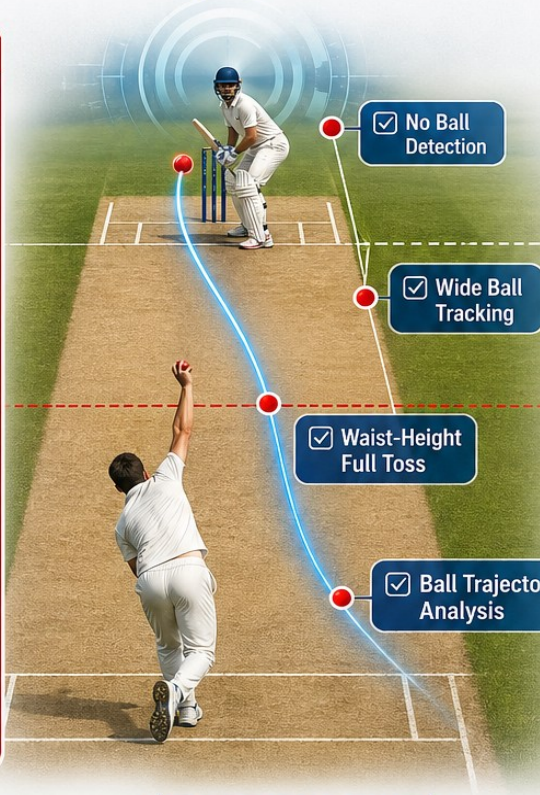 No Ball
Detection
Wide Ball
Tracking
Waist-Height
Full Toss
Ball Trajecto
Analysis